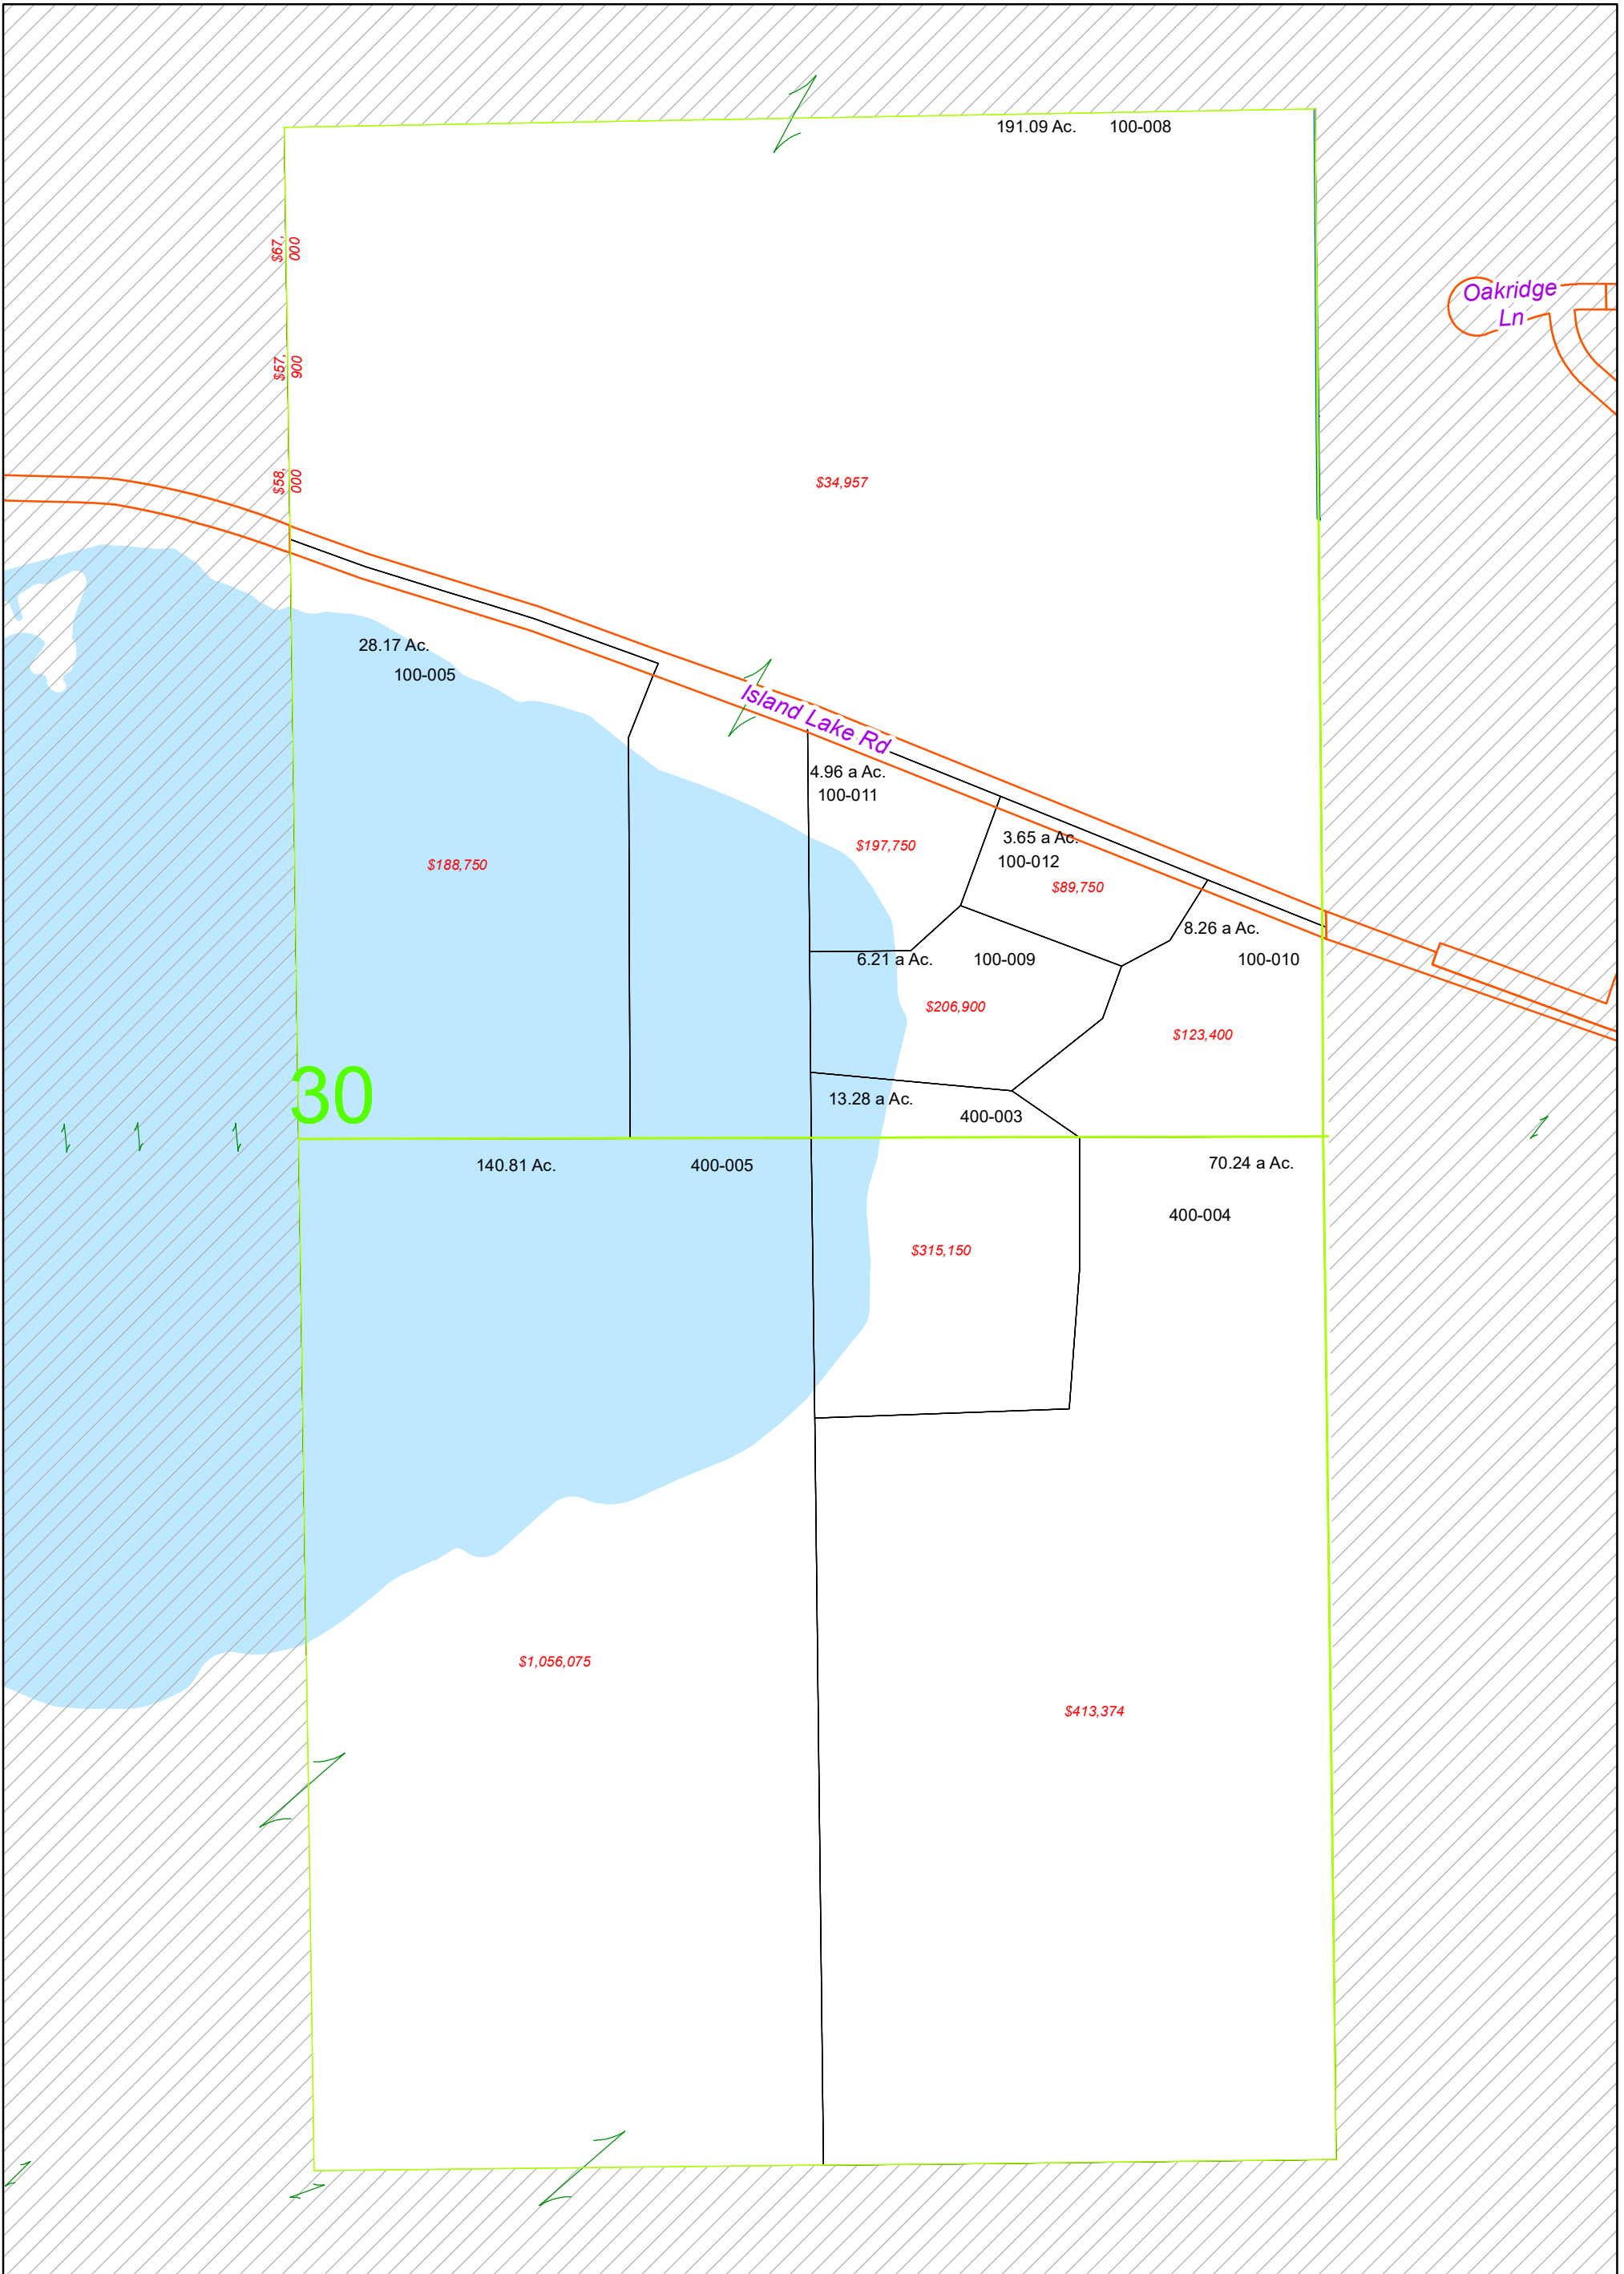 191.09 Ac. 100-008
$67,
000
Oakridge
Ln
$57,
900
$58,
000
$34,957
28.17 Ac.
100-005
Island Lake Rd
4.96 a Ac.
100-011
$197,750
3.65 a Ac.
100-012
$188,750
$89,750
8.26 a Ac.
6.21 a Ac. 100-009
100-010
$206,900
$123,400
30
13.28 a Ac.
400-003
140.81 Ac. 400-005
70.24 a Ac.
400-004
$315,150
$1,056,075
$413,374